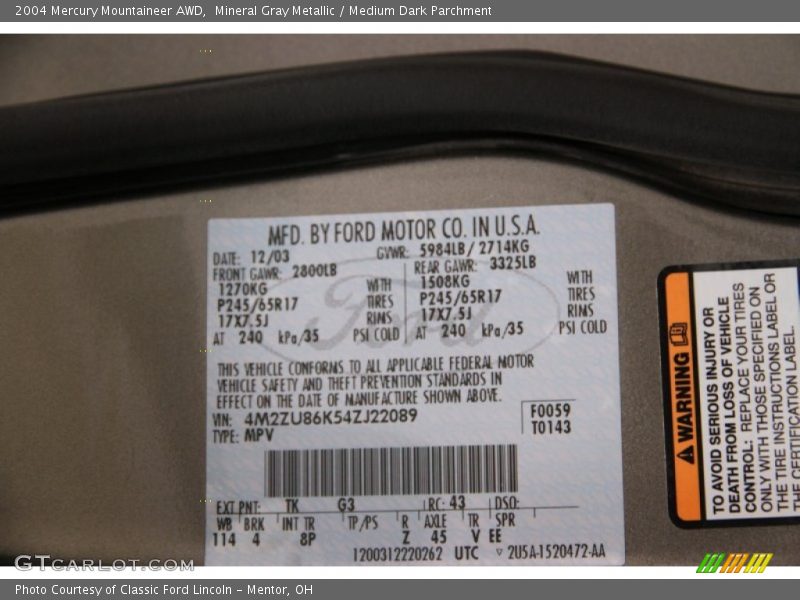 2004 Mercury Mountaineer AWD, Mineral Gray Metallic / Medium Dark Parchment
MFD. BY FORD MOTOR CO. IN U.S.A.
DATE: 12/03 GVWR: 5984LB / 2714KG
FRONT GAWR: 2800LB REAR GAWR: 3325LB
1270KG WITH 1508KG WITH
P245/65R17 TIRES P245/65R17 TIRES
17X7.5J RIMS 17X7.5J RIMS
AT 240 kPa/35 PSI COLD AT 240 kPa/35 PSI COLD
THIS VEHICLE CONFORMS TO ALL APPLICABLE FEDERAL MOTOR
VEHICLE SAFETY AND THEFT PREVENTION STANDARDS IN
EFFECT ON THE DATE OF MANUFACTURE SHOWN ABOVE.
VIN: 4M2ZU86K54ZJ22089 F0059
TYPE: MPV T0143
EXT PNT: TK G3 RC: 43 DSO:
WB BRK INT TR TP/PS R AXLE TR SPR
114 4 8P Z 45 V EE
1200312220262 UTC ▽ 2U5A-1520472-AA
Ford
⚠ WARNING
TO AVOID SERIOUS INJURY OR
DEATH FROM LOSS OF VEHICLE
CONTROL: REPLACE YOUR TIRES
ONLY WITH THOSE SPECIFIED ON
THE TIRE INSTRUCTIONS LABEL OR
THE CERTIFICATION LABEL.
GTCARLOT.COM
Photo Courtesy of Classic Ford Lincoln - Mentor, OH